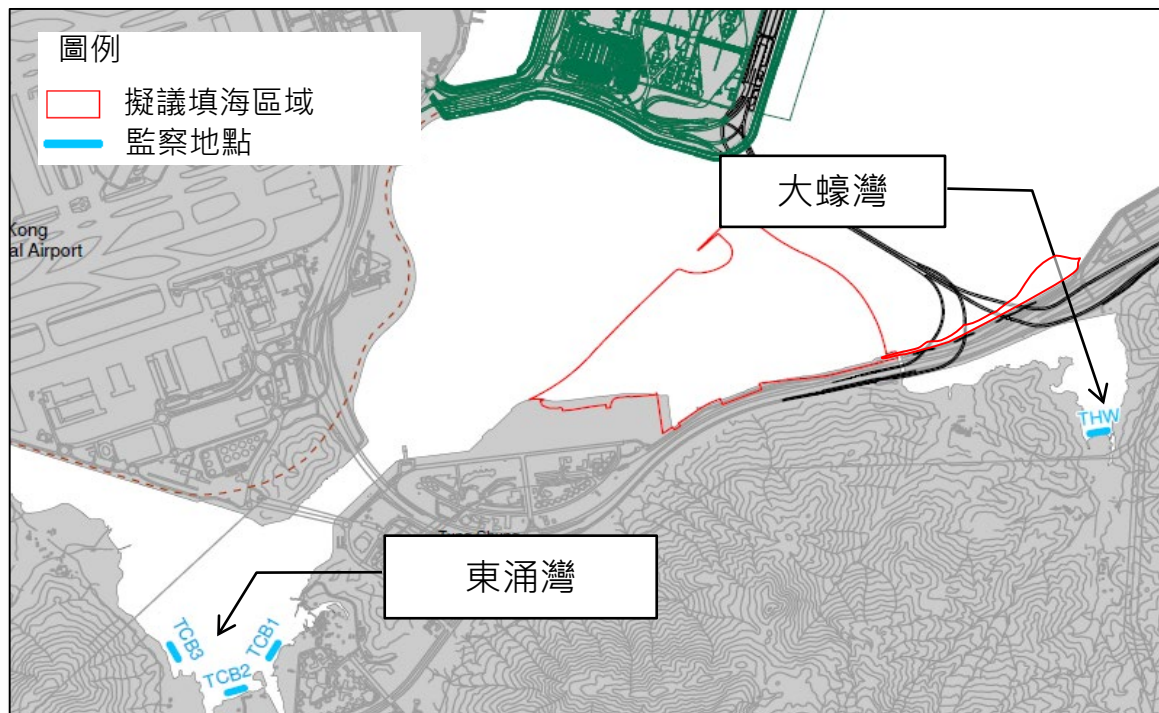 圖例
擬議填海區域
監察地點
大蠔灣
Kong
al Airport
THW
東涌灣
TCB3
TCB1
TCB2